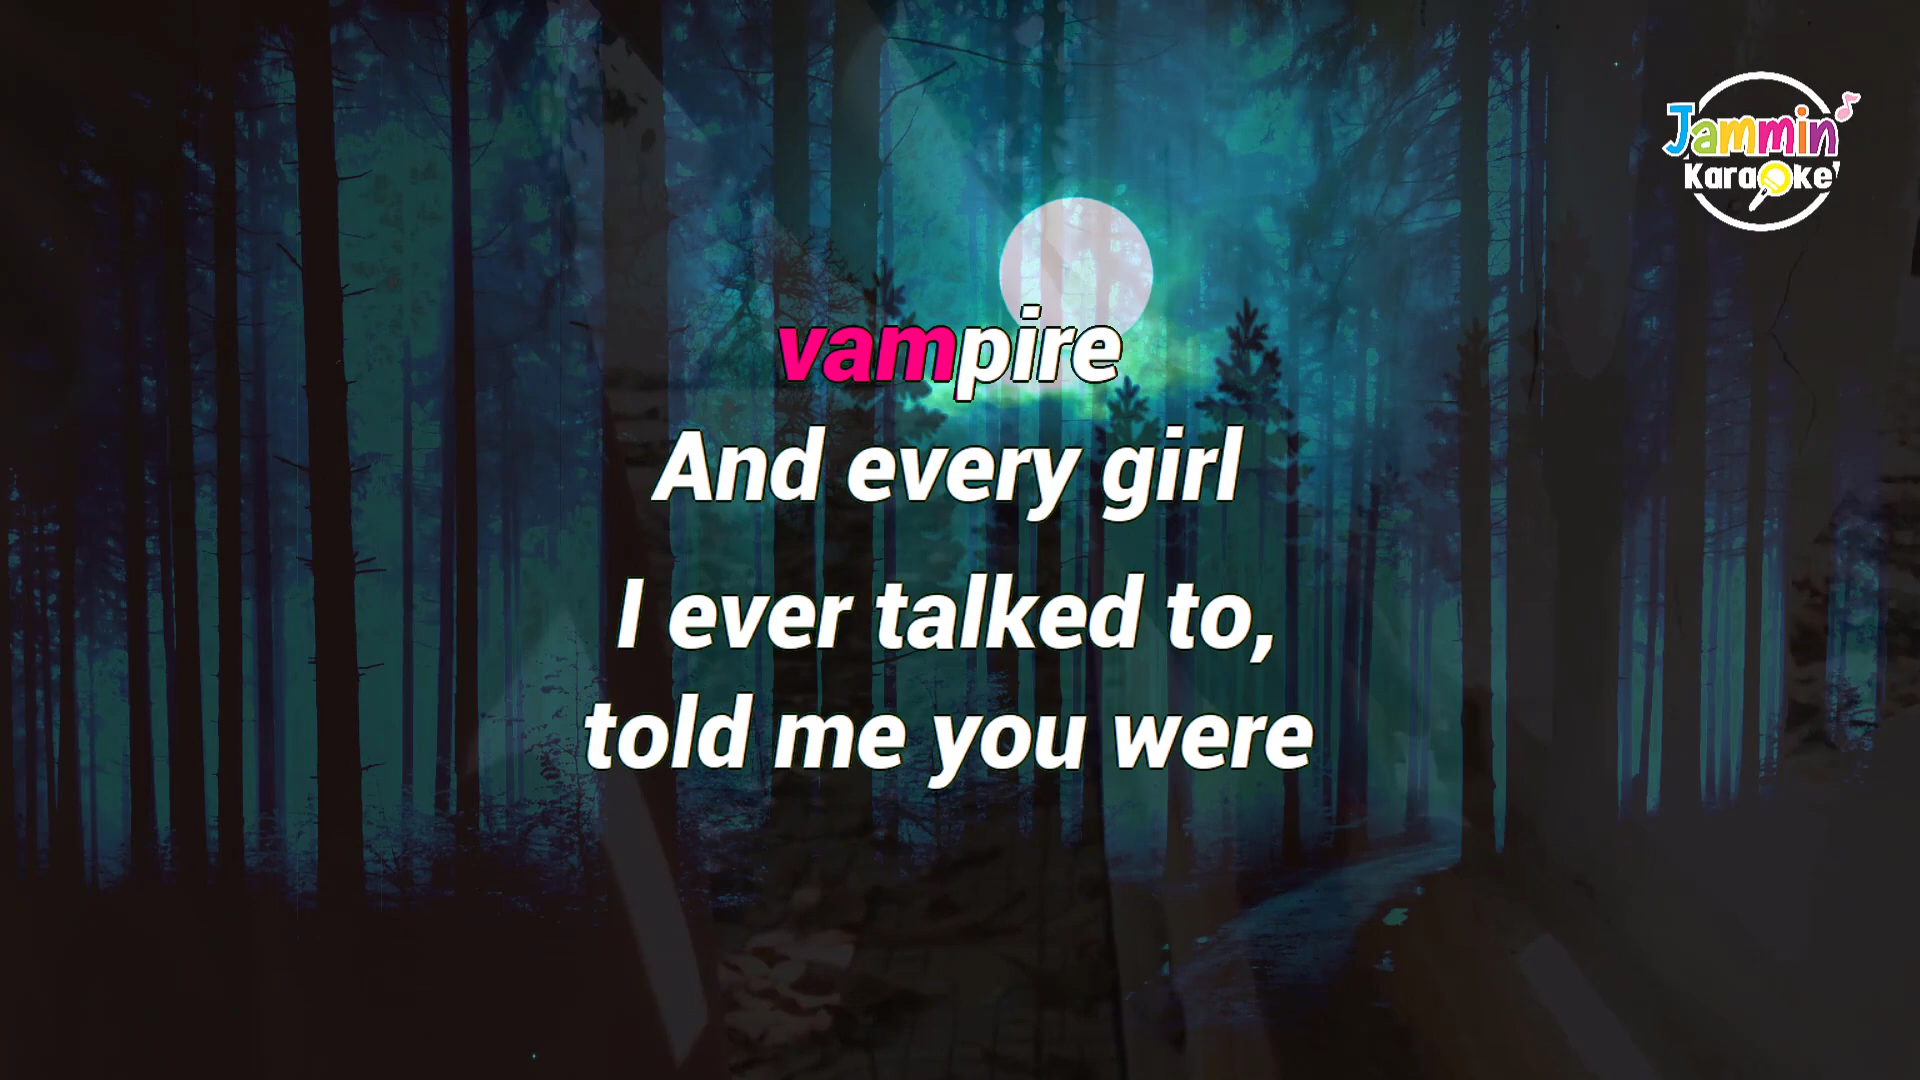 Jammin'
Karaoke
vampire
And every girl
I ever talked to,
told me you were